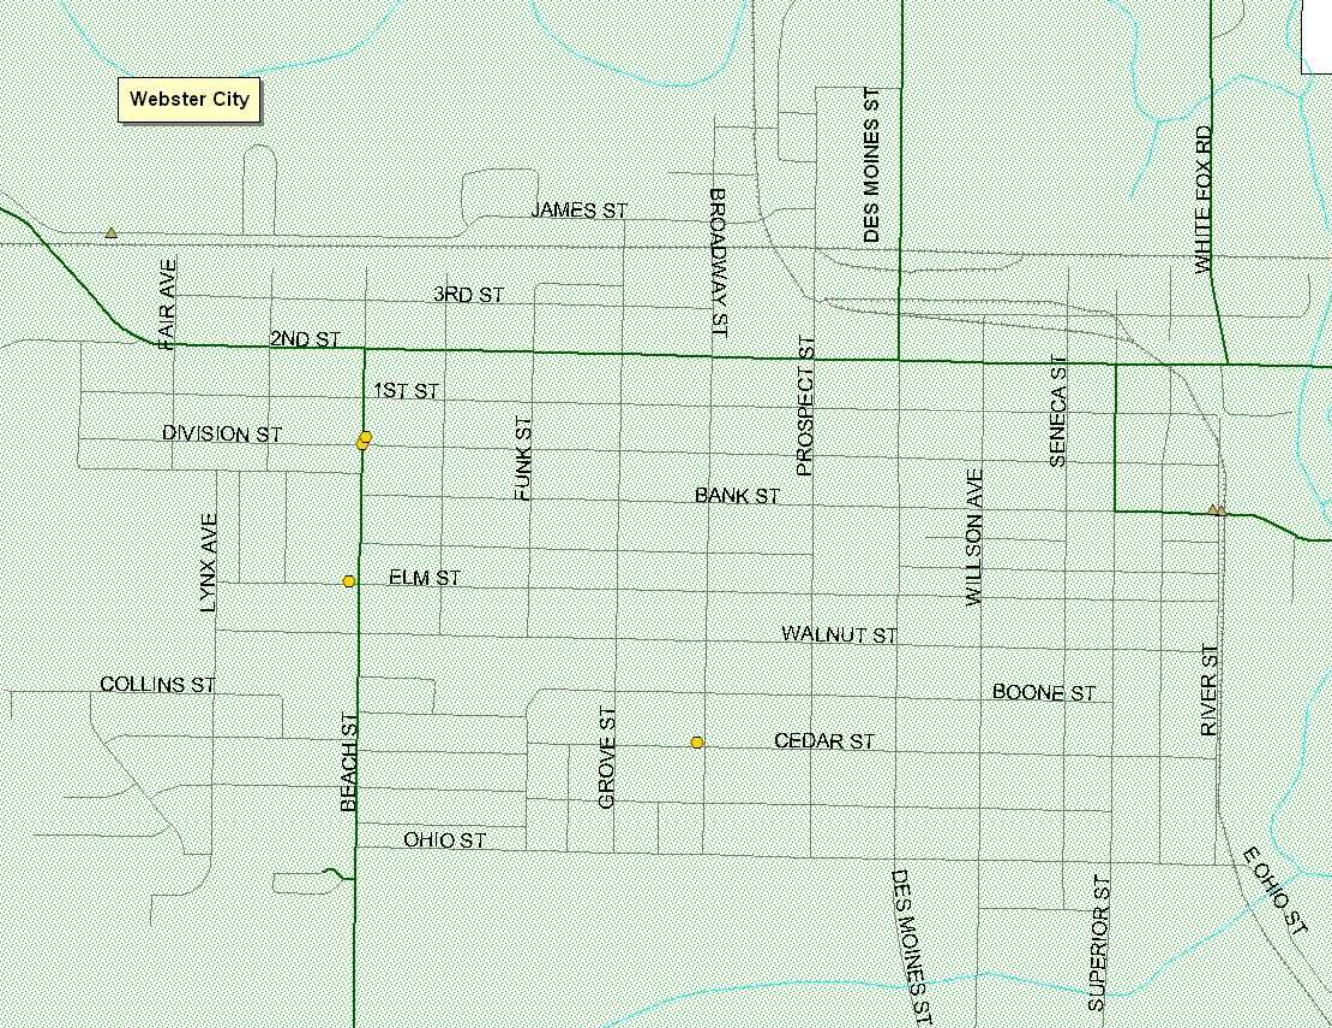 Webster City
DES MOINES ST
WHITE FOX RD
JAMES ST
BROADWAY ST
FAIR AVE
3RD ST
2ND ST
PROSPECT ST
SENECA ST
1ST ST
DIVISION ST
FUNK ST
BANK ST
WILLSON AVE
LYNX AVE
ELM ST
WALNUT ST
COLLINS ST
BOONE ST
RIVER ST
BEACH ST
GROVE ST
CEDAR ST
OHIO ST
E OHIO ST
DES MOINES ST
SUPERIOR ST